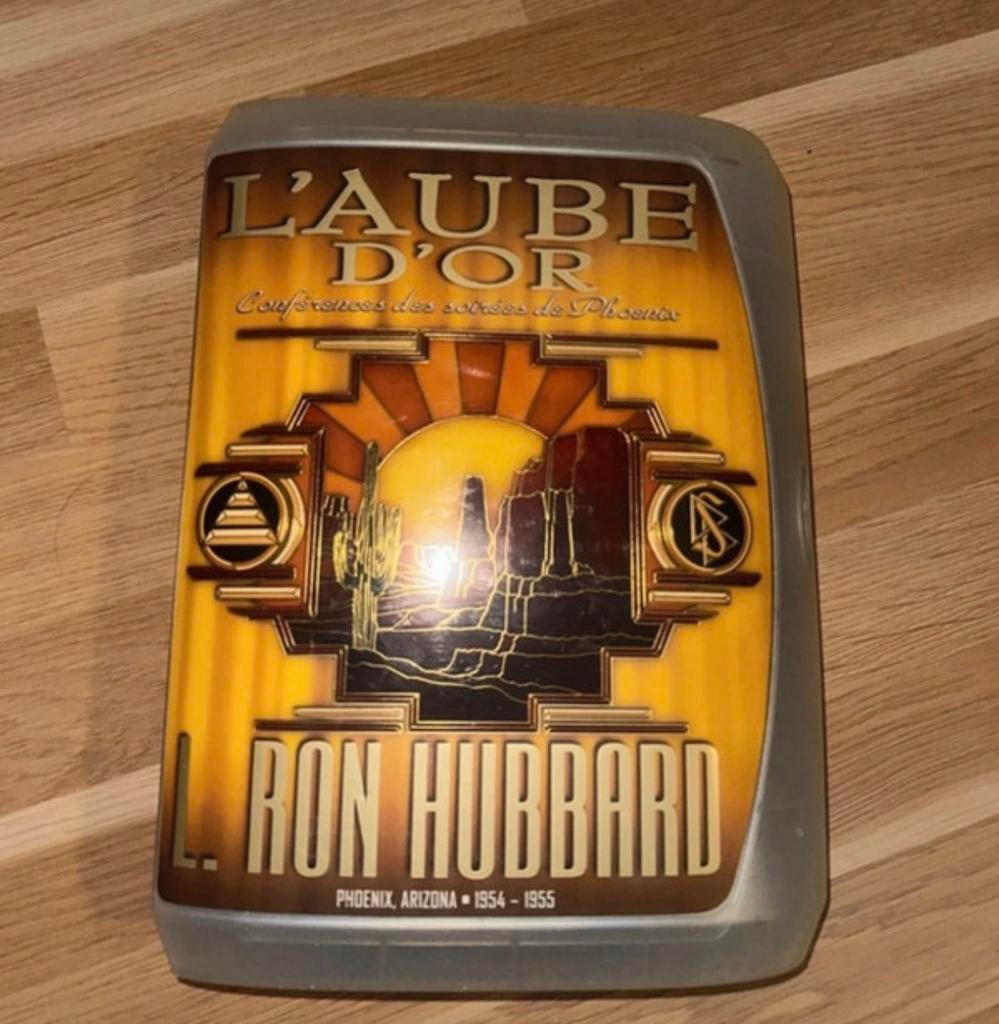 L'AUBE
D'OR
Conférences des soirées de Phoenix
L. RON HUBBARD
PHOENIX, ARIZONA ▪ 1954 – 1955